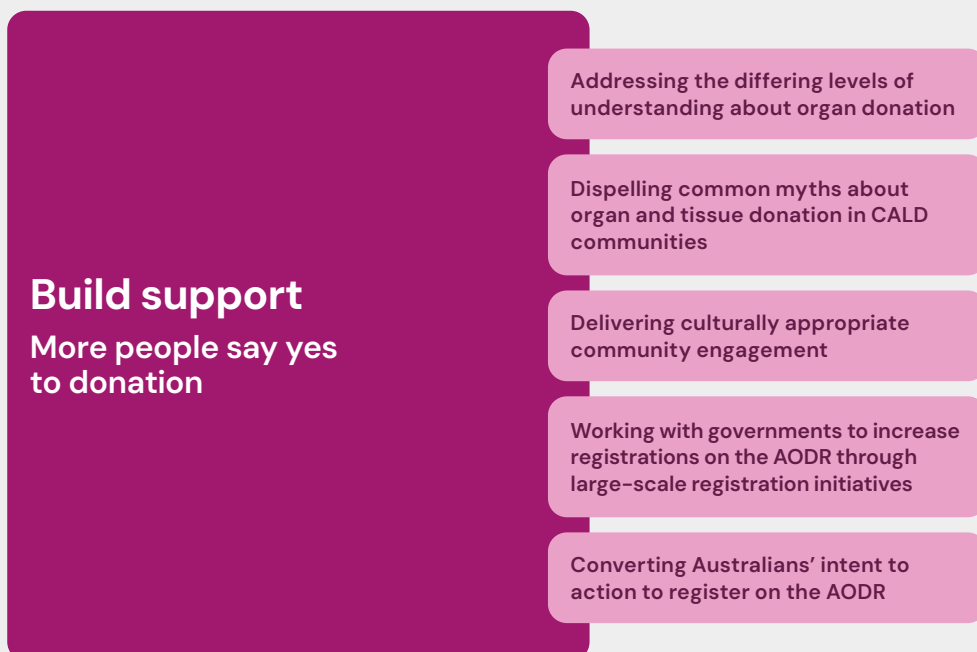 Build support
More people say yes
to donation
Addressing the differing levels of
understanding about organ donation
Dispelling common myths about
organ and tissue donation in CALD
communities
Delivering culturally appropriate
community engagement
Working with governments to increase
registrations on the AODR through
large-scale registration initiatives
Converting Australians’ intent to
action to register on the AODR